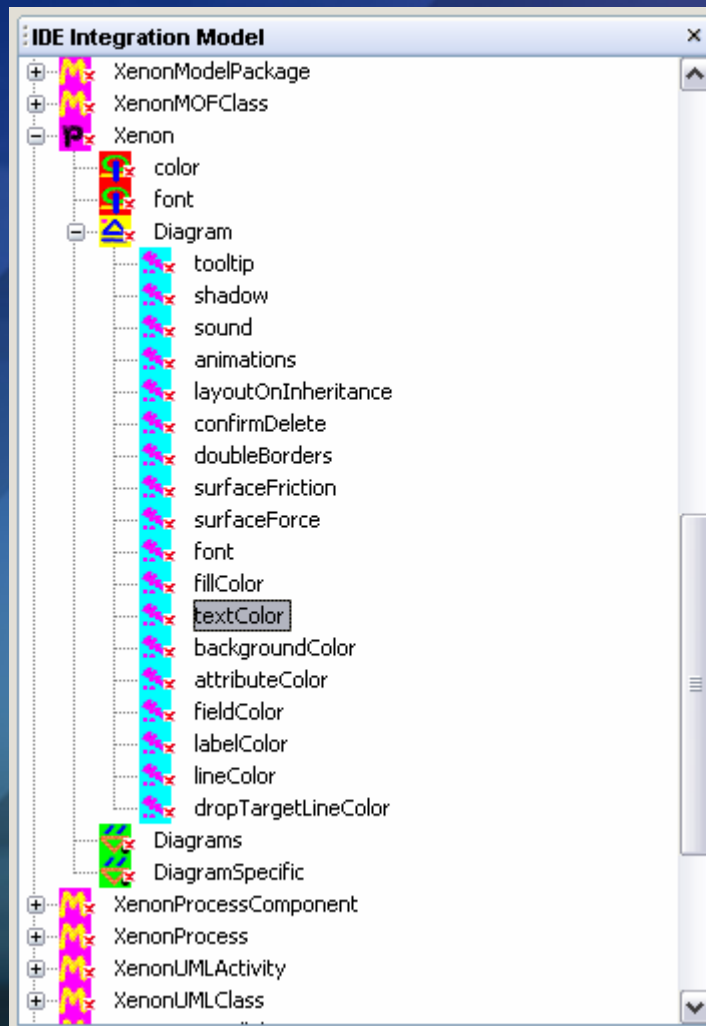 IDE Integration Model
XenonModelPackage
XenonMOFClass
Xenon
color
font
Diagram
tooltip
shadow
sound
animations
layoutOnInheritance
confirmDelete
doubleBorders
surfaceFriction
surfaceForce
font
fillColor
textColor
backgroundColor
attributeColor
fieldColor
labelColor
lineColor
dropTargetLineColor
Diagrams
DiagramSpecific
XenonProcessComponent
XenonProcess
XenonUMLActivity
XenonUMLClass